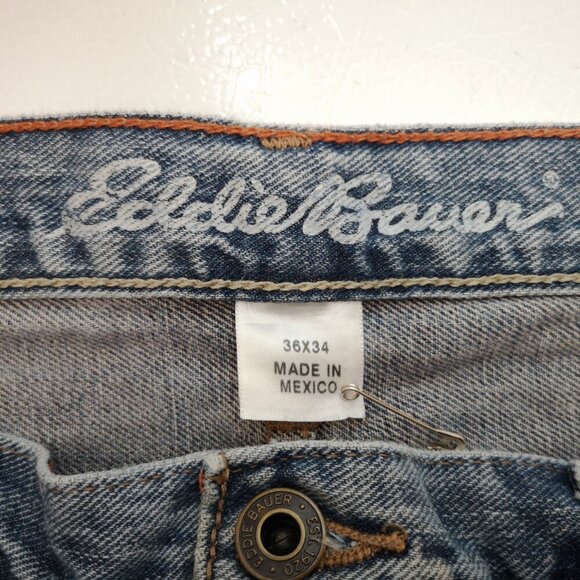 Eddie Bauer®
36X34
MADE IN
MEXICO
EDDIE BAUER • EST. 1920 •